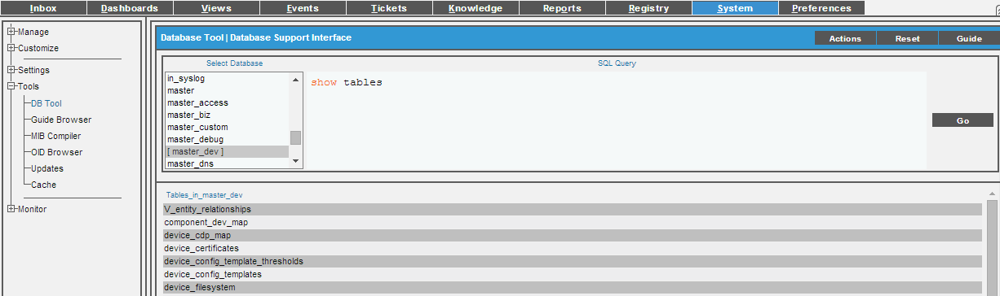 Inbox Dashboards Views Events Tickets Knowledge Reports Registry System Preferences
Manage
Customize
Settings
Tools
DB Tool
Guide Browser
MIB Compiler
OID Browser
Updates
Cache
Monitor
Database Tool | Database Support Interface Actions Reset Guide
Select Database SQL Query
in_syslog
master
master_access
master_biz
master_custom
master_debug
[ master_dev ]
master_dns
show tables
Go
Tables_in_master_dev
V_entity_relationships
component_dev_map
device_cdp_map
device_certificates
device_config_template_thresholds
device_config_templates
device_filesystem